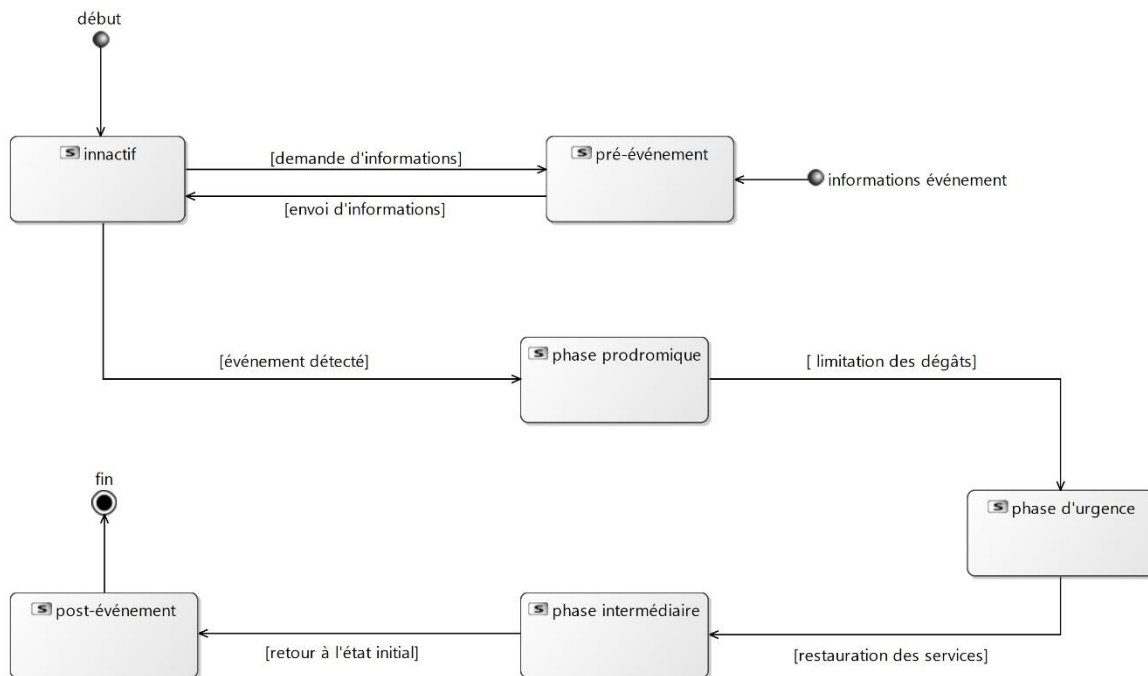 début
innactif
[demande d'informations]
pré-événement
[envoi d'informations]
informations événement
[événement détecté]
phase prodromique
[ limitation des dégâts]
fin
phase d'urgence
post-événement
phase intermédiaire
[retour à l'état initial]
[restauration des services]